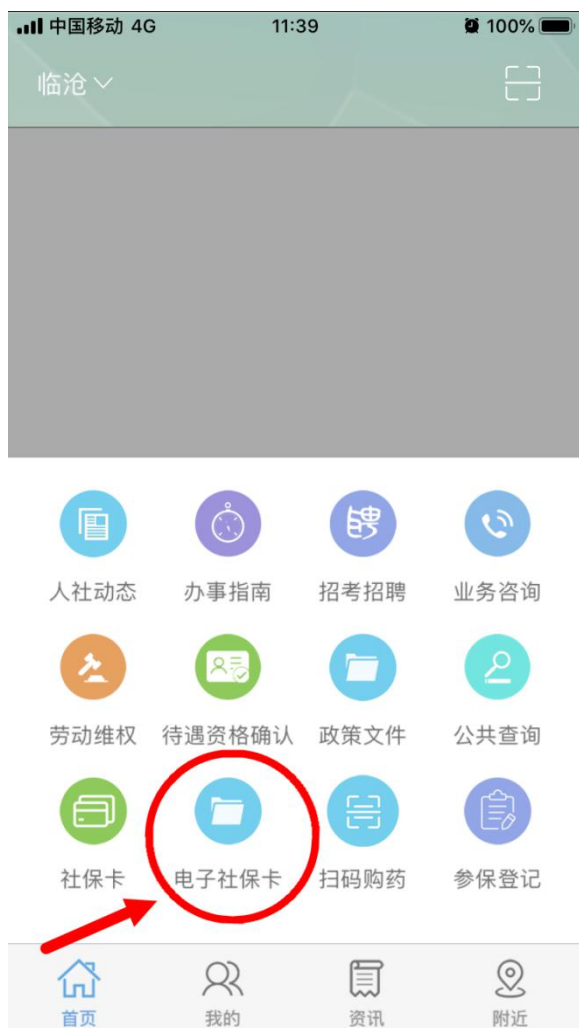 中国移动 4G 11:39 100%
临沧
聘
人社动态 办事指南 招考招聘 业务咨询
劳动维权 待遇资格确认 政策文件 公共查询
社保卡 电子社保卡 扫码购药 参保登记
首页 我的 资讯 附近